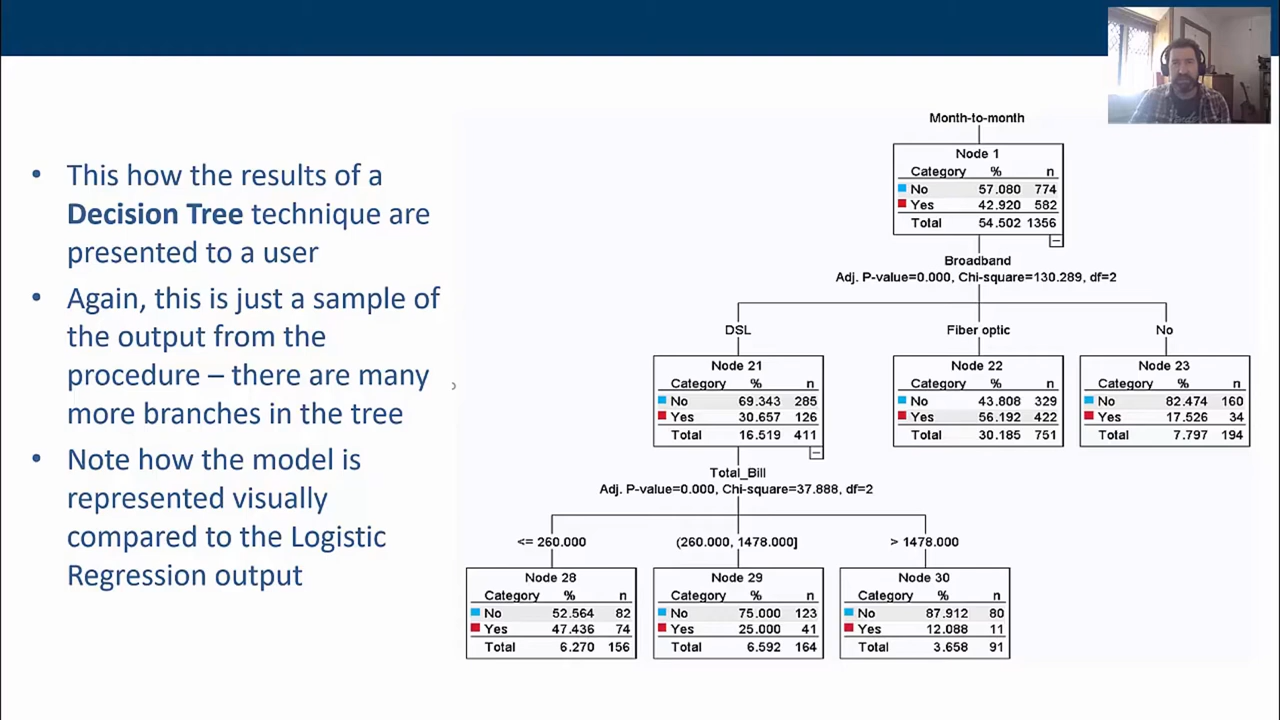 • This how the results of a
Decision Tree technique are
presented to a user
• Again, this is just a sample of
the output from the
procedure – there are many
more branches in the tree
• Note how the model is
represented visually
compared to the Logistic
Regression output
Month-to-month
Node 1
Category % n
No 57.080 774
Yes 42.920 582
Total 54.502 1356
Broadband
Adj. P-value=0.000, Chi-square=130.289, df=2
DSL
Fiber optic
No
Node 21
Category % n
No 69.343 285
Yes 30.657 126
Total 16.519 411
Node 22
Category % n
No 43.808 329
Yes 56.192 422
Total 30.185 751
Node 23
Category % n
No 82.474 160
Yes 17.526 34
Total 7.797 194
Total_Bill
Adj. P-value=0.000, Chi-square=37.888, df=2
<= 260.000
(260.000, 1478.000]
> 1478.000
Node 28
Category % n
No 52.564 82
Yes 47.436 74
Total 6.270 156
Node 29
Category % n
No 75.000 123
Yes 25.000 41
Total 6.592 164
Node 30
Category % n
No 87.912 80
Yes 12.088 11
Total 3.658 91